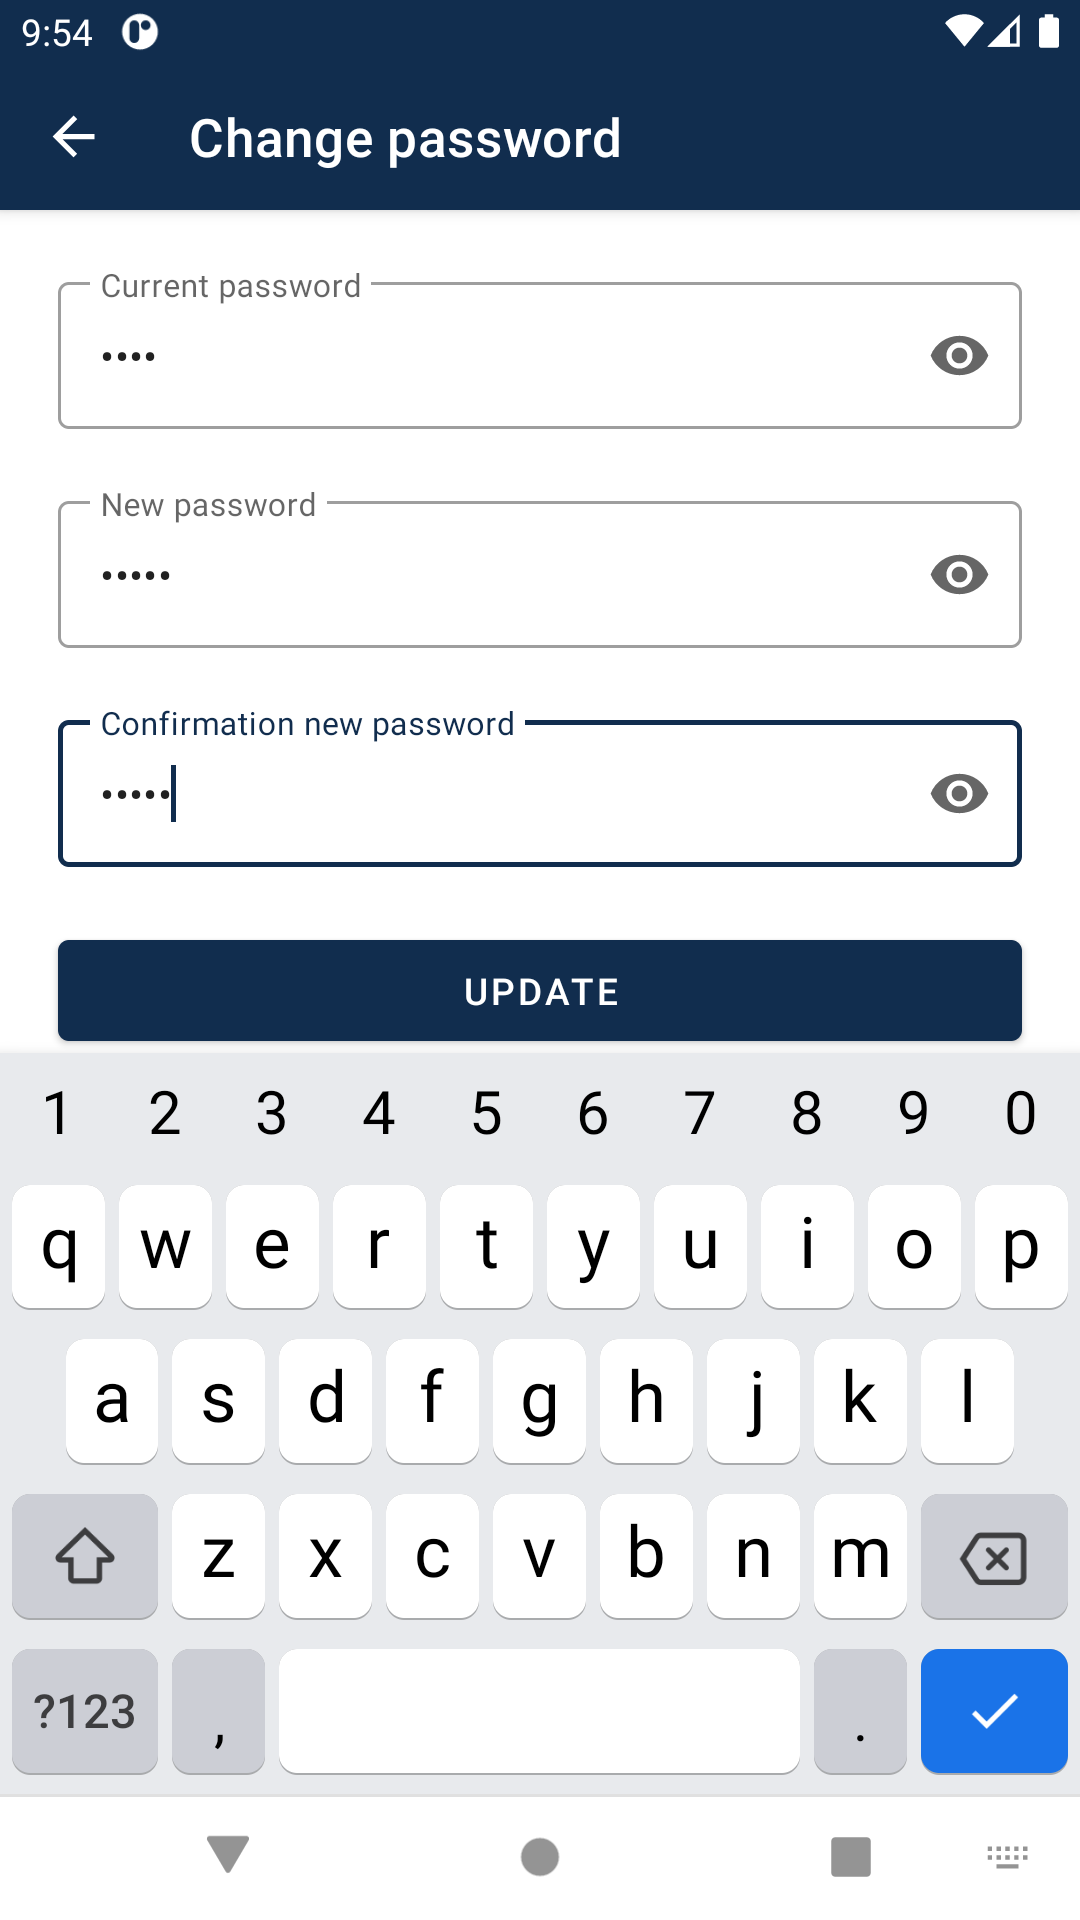 9:54
Change password
Current password
••••
New password
•••••
Confirmation new password
•••••
UPDATE
1 2 3 4 5 6 7 8 9 0
q w e r t y u i o p
a s d f g h j k l
z x c v b n m
?123 , .